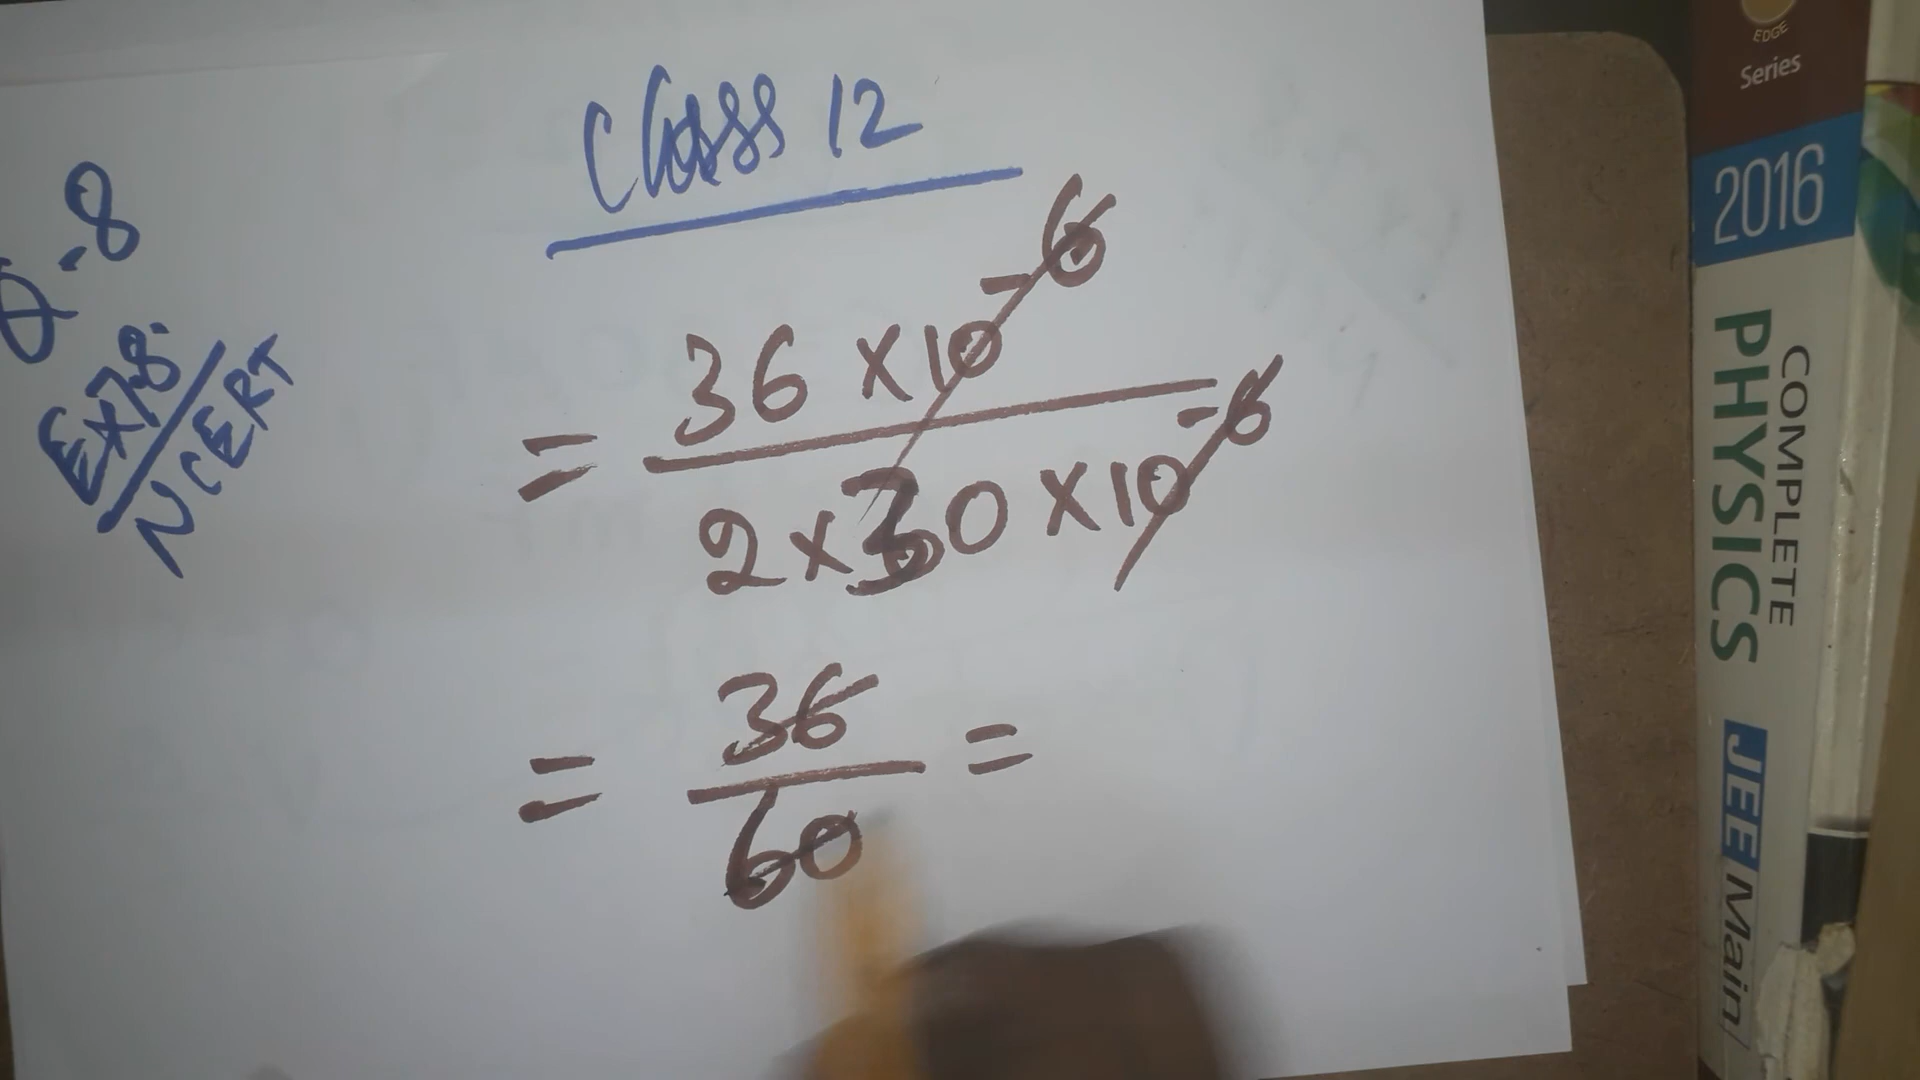 Class 12
Q.8
Ex 7.8
NCERT
= 36 × 10^-6 / 2 × 30 × 10^-6
= 36 / 60 =
EDGE
Series
2016
COMPLETE
PHYSICS
JEE Main